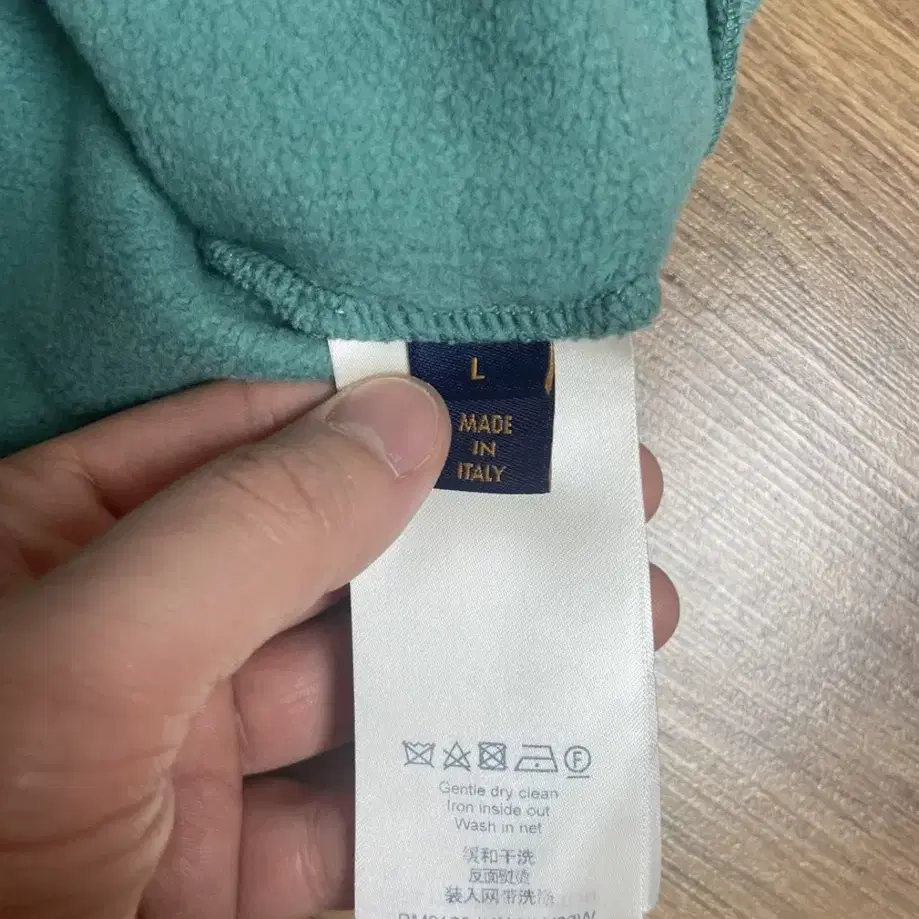 L
MADE
IN
ITALY
F
Gentle dry clean
Iron inside out
Wash in net
缓和干洗
反面熨烫
装入网带洗涤